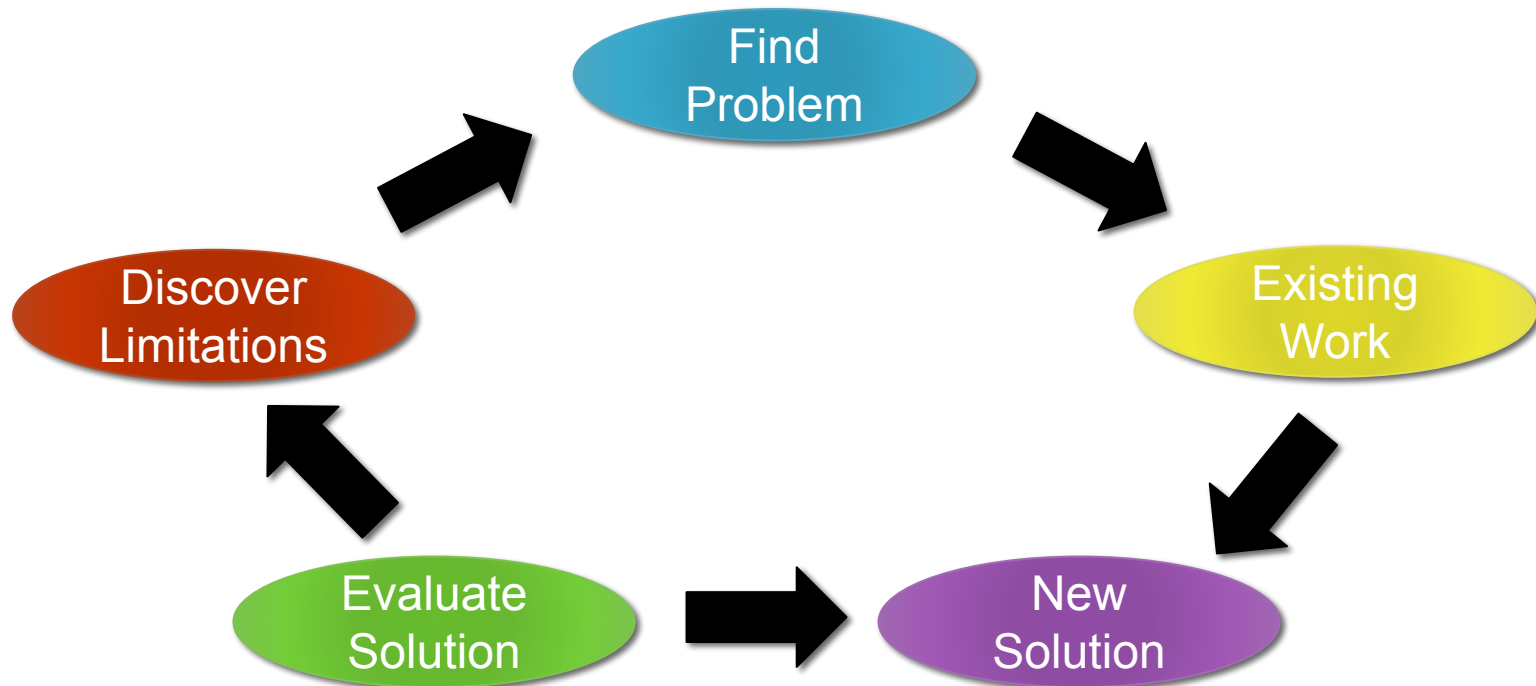 Find
Problem
Existing
Work
New
Solution
Evaluate
Solution
Discover
Limitations